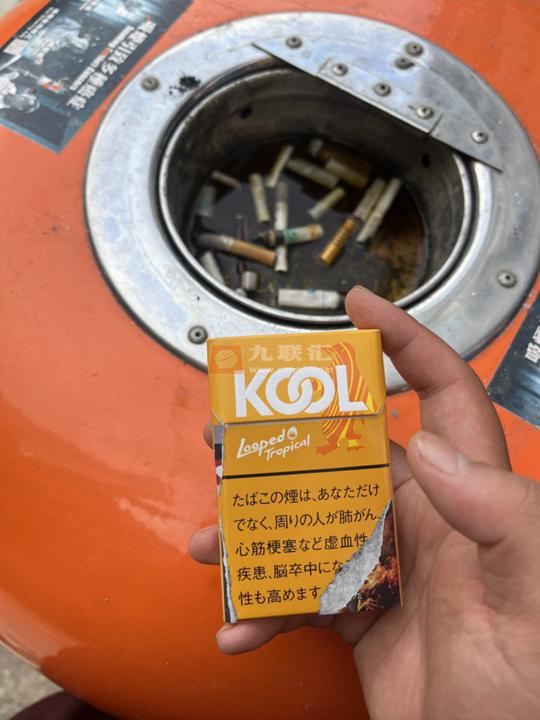 九联汇
KOOL
Looped
Tropical
たばこの煙は、あなただけ
でなく、周りの人が肺がん、
心筋梗塞など虚血性
疾患、脳卒中にな
性も高めます